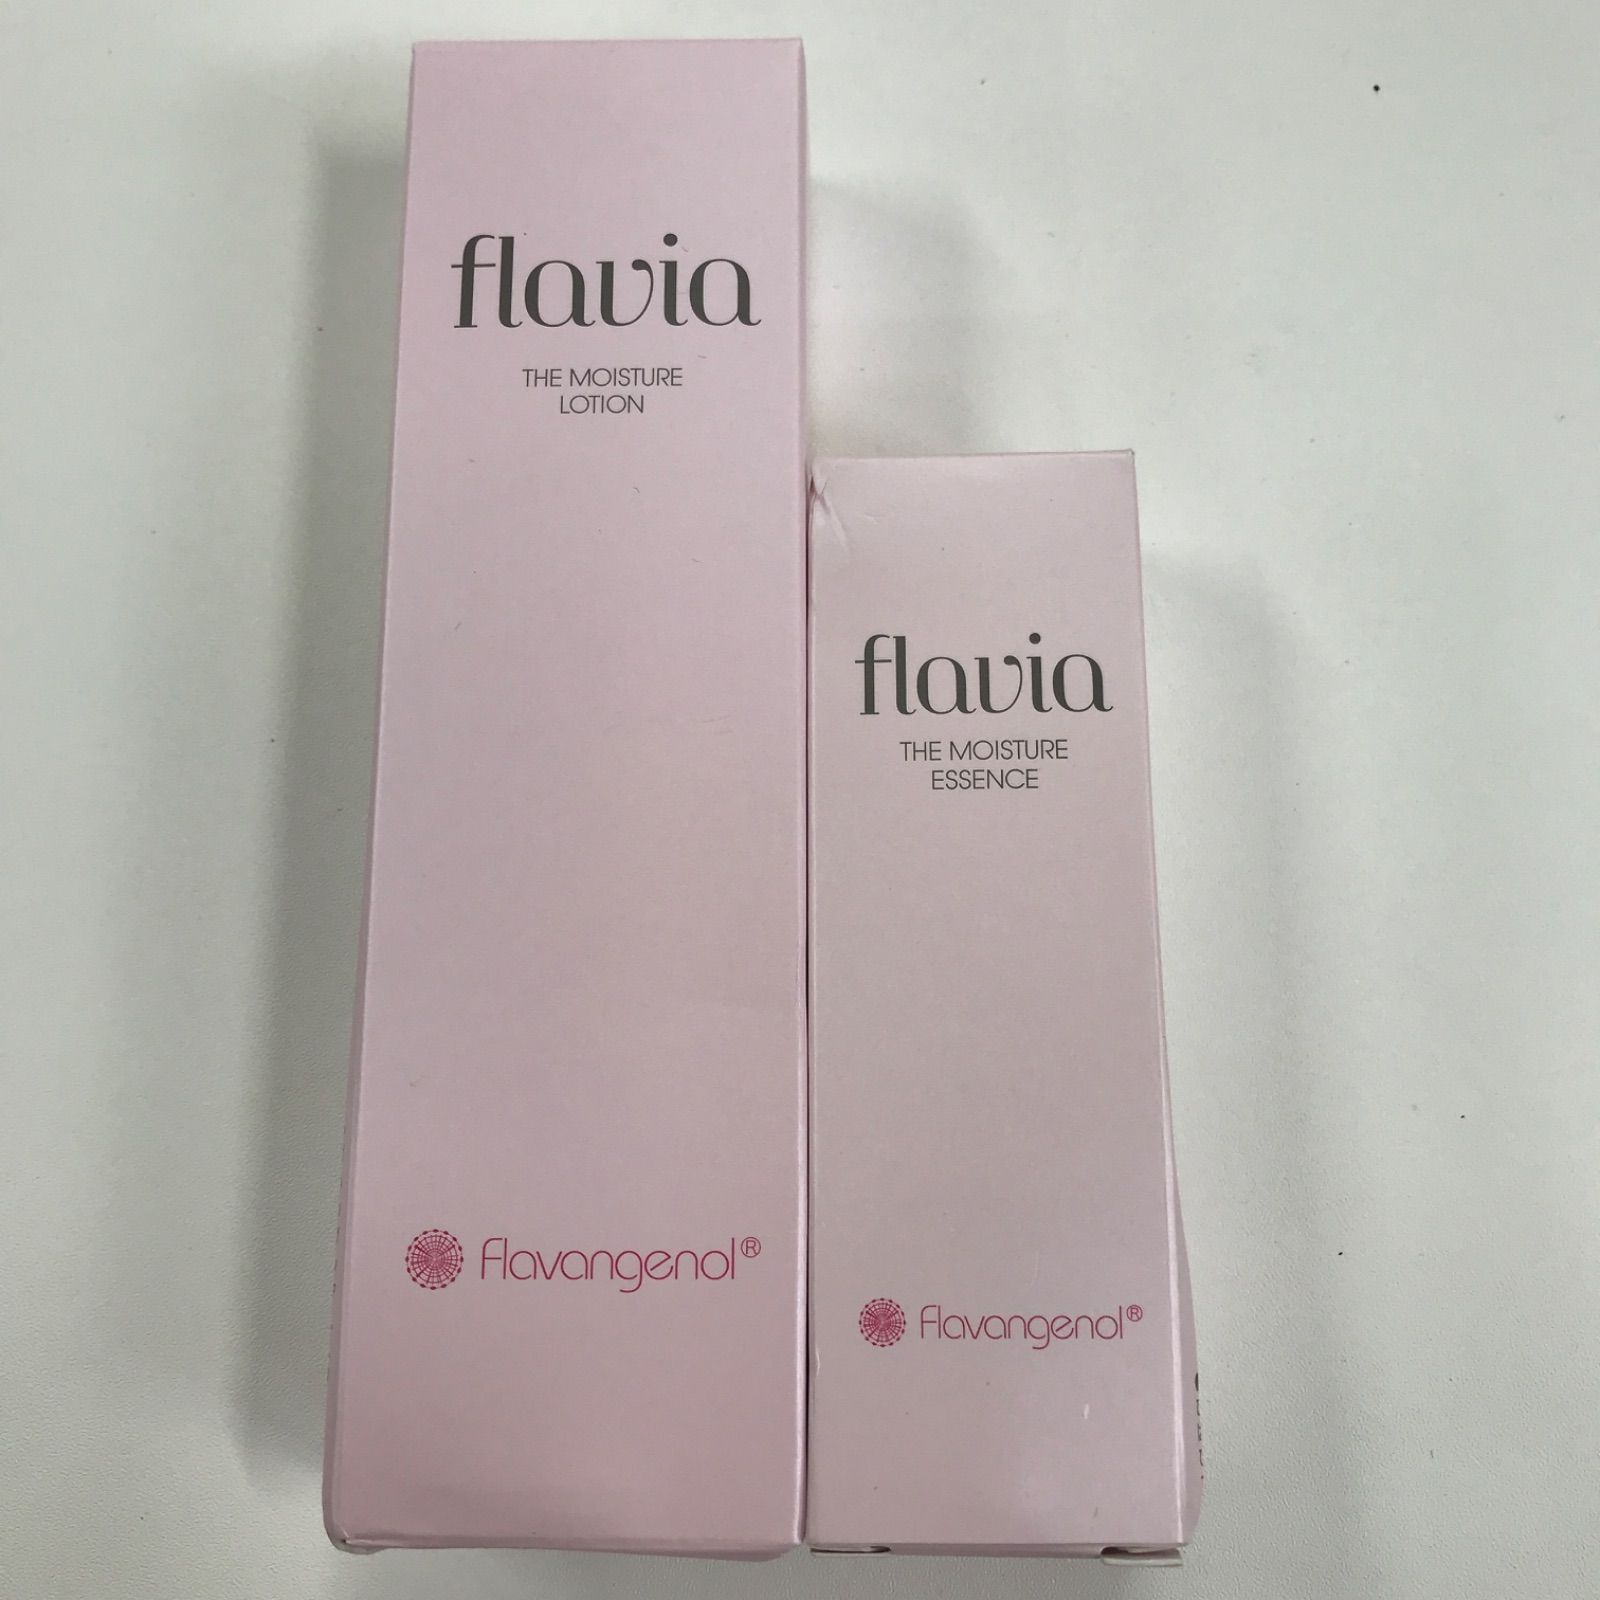 flavia
THE MOISTURE
LOTION
Flavangenol®
flavia
THE MOISTURE
ESSENCE
Flavangenol®